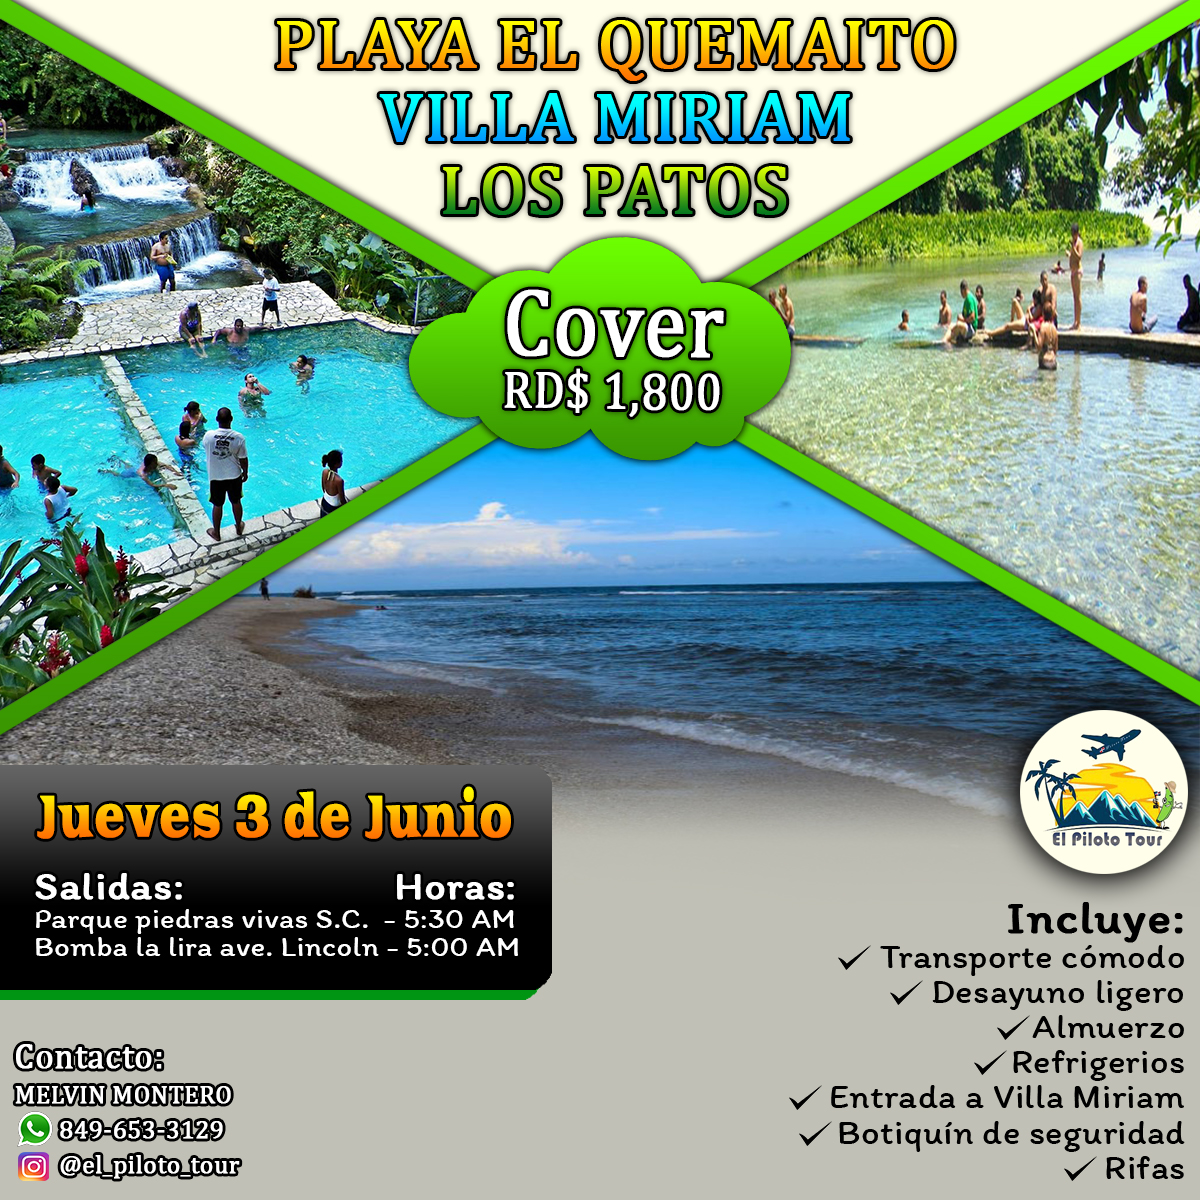 PLAYA EL QUEMAITO
VILLA MIRIAM
LOS PATOS
Cover
RD$ 1,800
Jueves 3 de Junio
Salidas: Horas:
Parque piedras vivas S.C. - 5:30 AM
Bomba la lira ave. Lincoln - 5:00 AM
El Piloto Tour
Incluye:
✓ Transporte cómodo
✓ Desayuno ligero
✓ Almuerzo
✓ Refrigerios
✓ Entrada a Villa Miriam
✓ Botiquín de seguridad
✓ Rifas
Contacto:
MELVIN MONTERO
849-653-3129
@el_piloto_tour